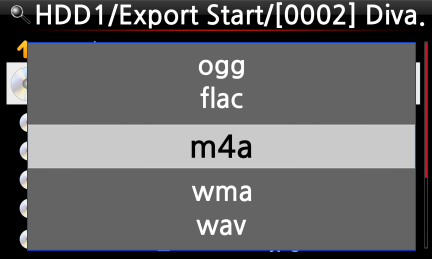 HDD1/Export Start/[0002] Diva.
ogg
flac
m4a
wma
wav